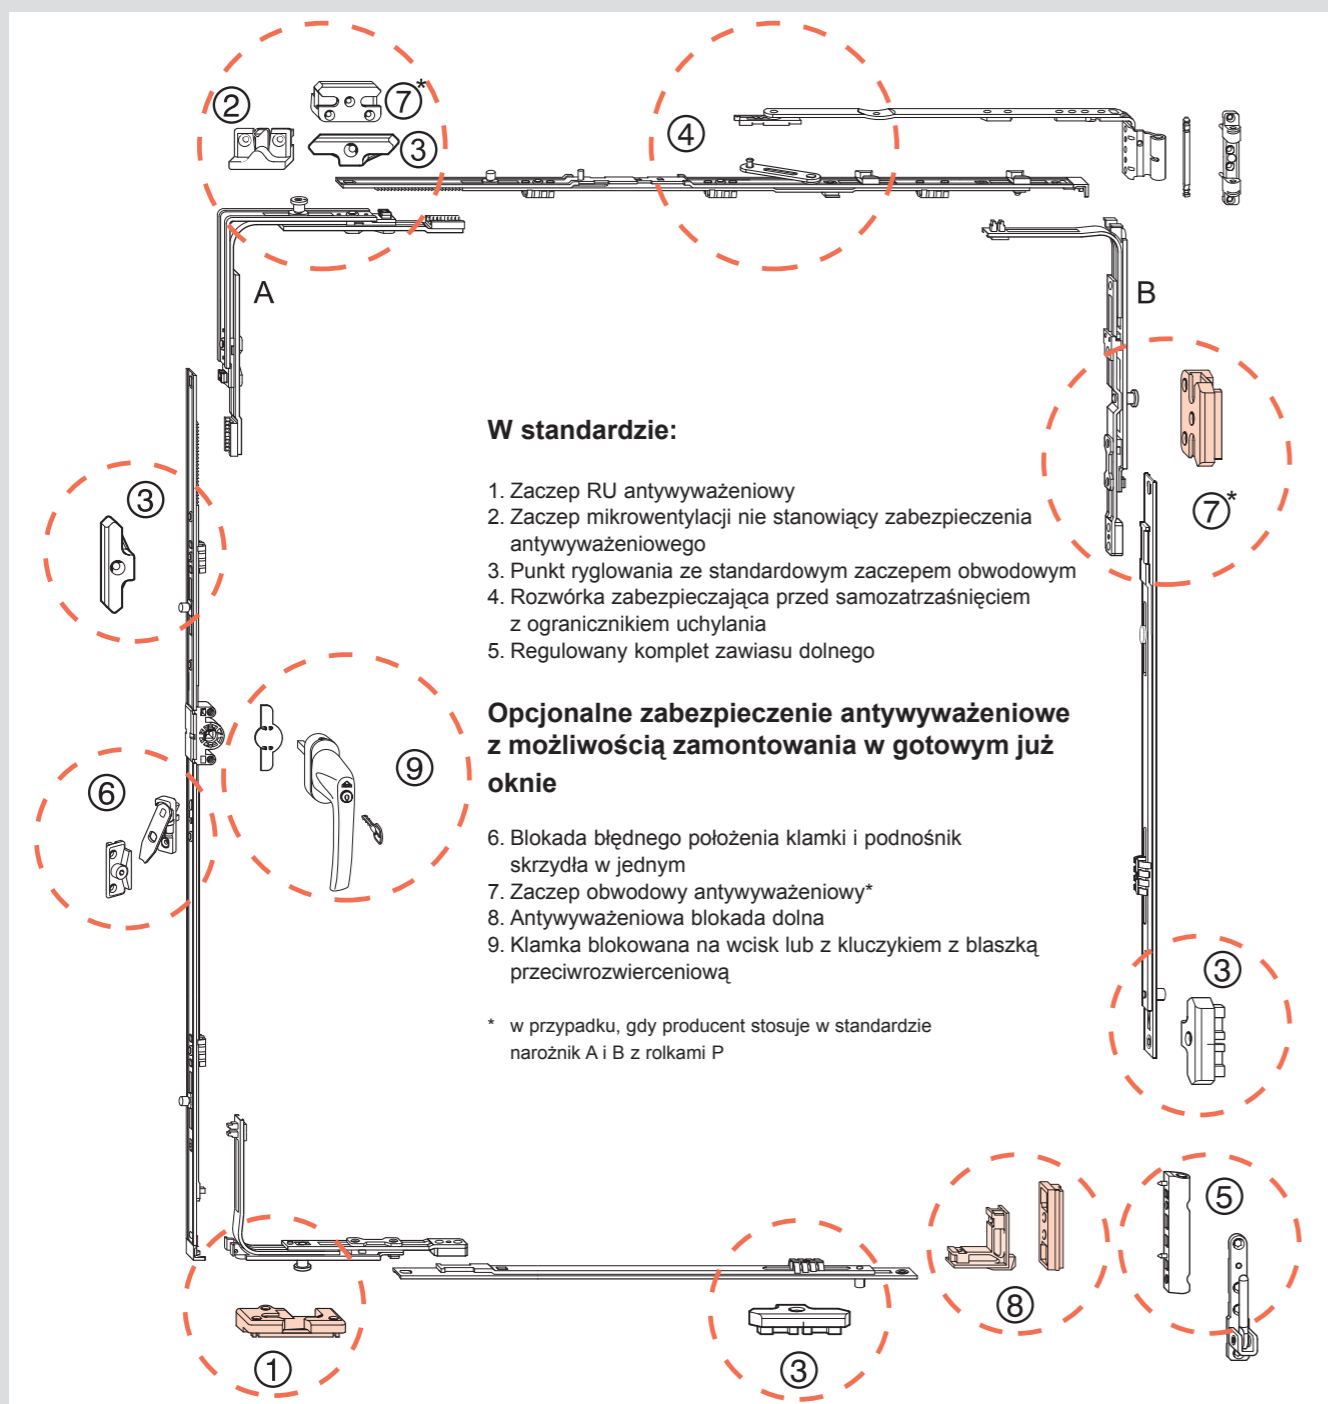 ②
⑦*
③
④
A
B
③
⑦*
⑥
⑨
W standardzie:
1. Zaczep RU antywyważeniowy
2. Zaczep mikrowentylacji nie stanowiący zabezpieczenia
antywyważeniowego
3. Punkt ryglowania ze standardowym zaczepem obwodowym
4. Rozwórka zabezpieczająca przed samozatrzaśnięciem
z ogranicznikiem uchylania
5. Regulowany komplet zawiasu dolnego
Opcjonalne zabezpieczenie antywyważeniowe
z możliwością zamontowania w gotowym już
oknie
6. Blokada błędnego położenia klamki i podnośnik
skrzydła w jednym
7. Zaczep obwodowy antywyważeniowy*
8. Antywyważeniowa blokada dolna
9. Klamka blokowana na wcisk lub z kluczykiem z blaszką
przeciwrozwierceniową
* w przypadku, gdy producent stosuje w standardzie
narożnik A i B z rolkami P
③
⑤
⑧
①
③